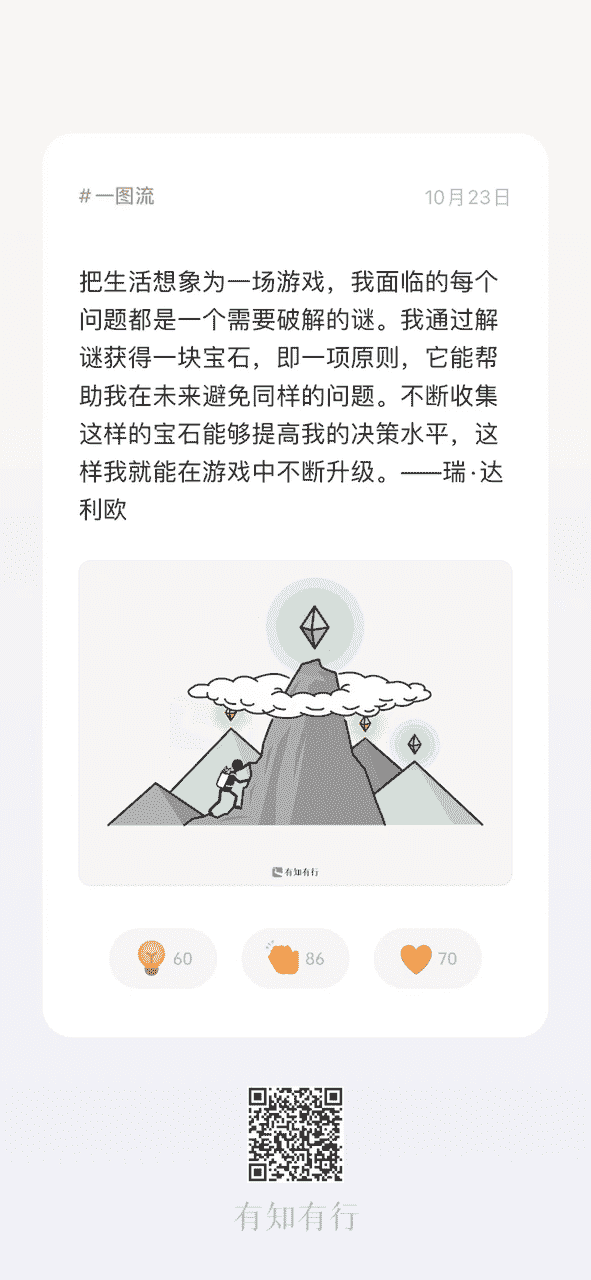 #一图流
10月23日
把生活想象为一场游戏，我面临的每个
问题都是一个需要破解的谜。我通过解
谜获得一块宝石，即一项原则，它能帮
助我在未来避免同样的问题。不断收集
这样的宝石能够提高我的决策水平，这
样我就能在游戏中不断升级。——瑞·达
利欧
有知有行
60
86
70
有知有行